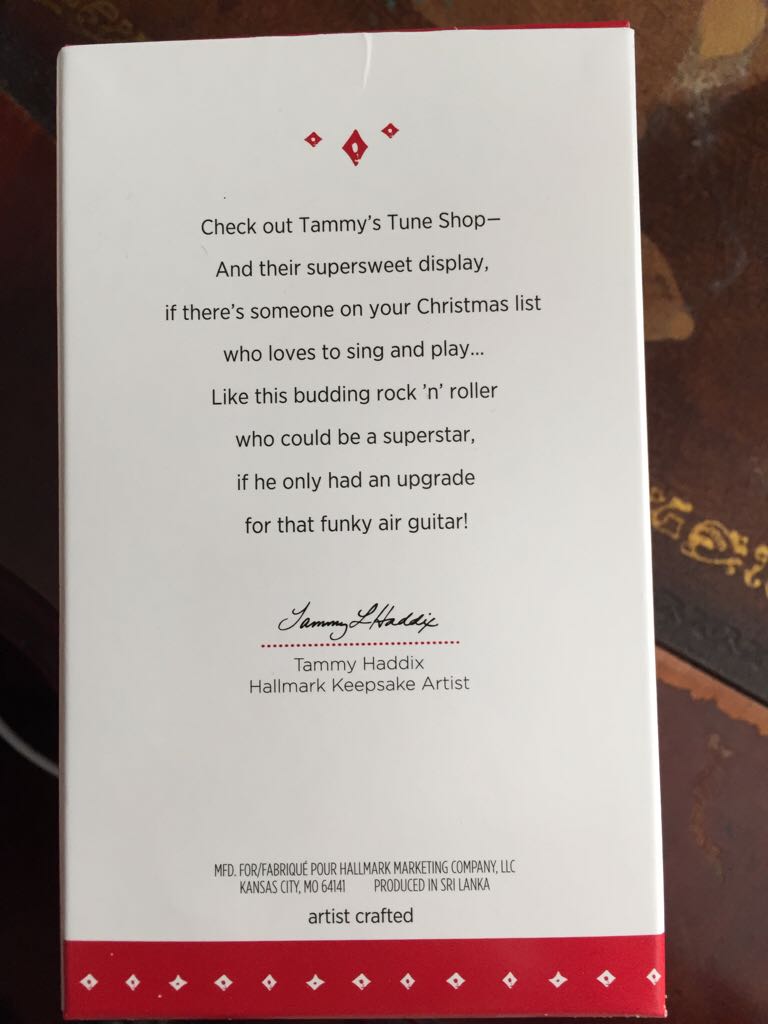 Check out Tammy's Tune Shop—
And their supersweet display,
if there's someone on your Christmas list
who loves to sing and play...
Like this budding rock 'n' roller
who could be a superstar,
if he only had an upgrade
for that funky air guitar!
Tammy L Haddix
Tammy Haddix
Hallmark Keepsake Artist
MFD. FOR/FABRIQUÉ POUR HALLMARK MARKETING COMPANY, LLC
KANSAS CITY, MO 64141 PRODUCED IN SRI LANKA
artist crafted